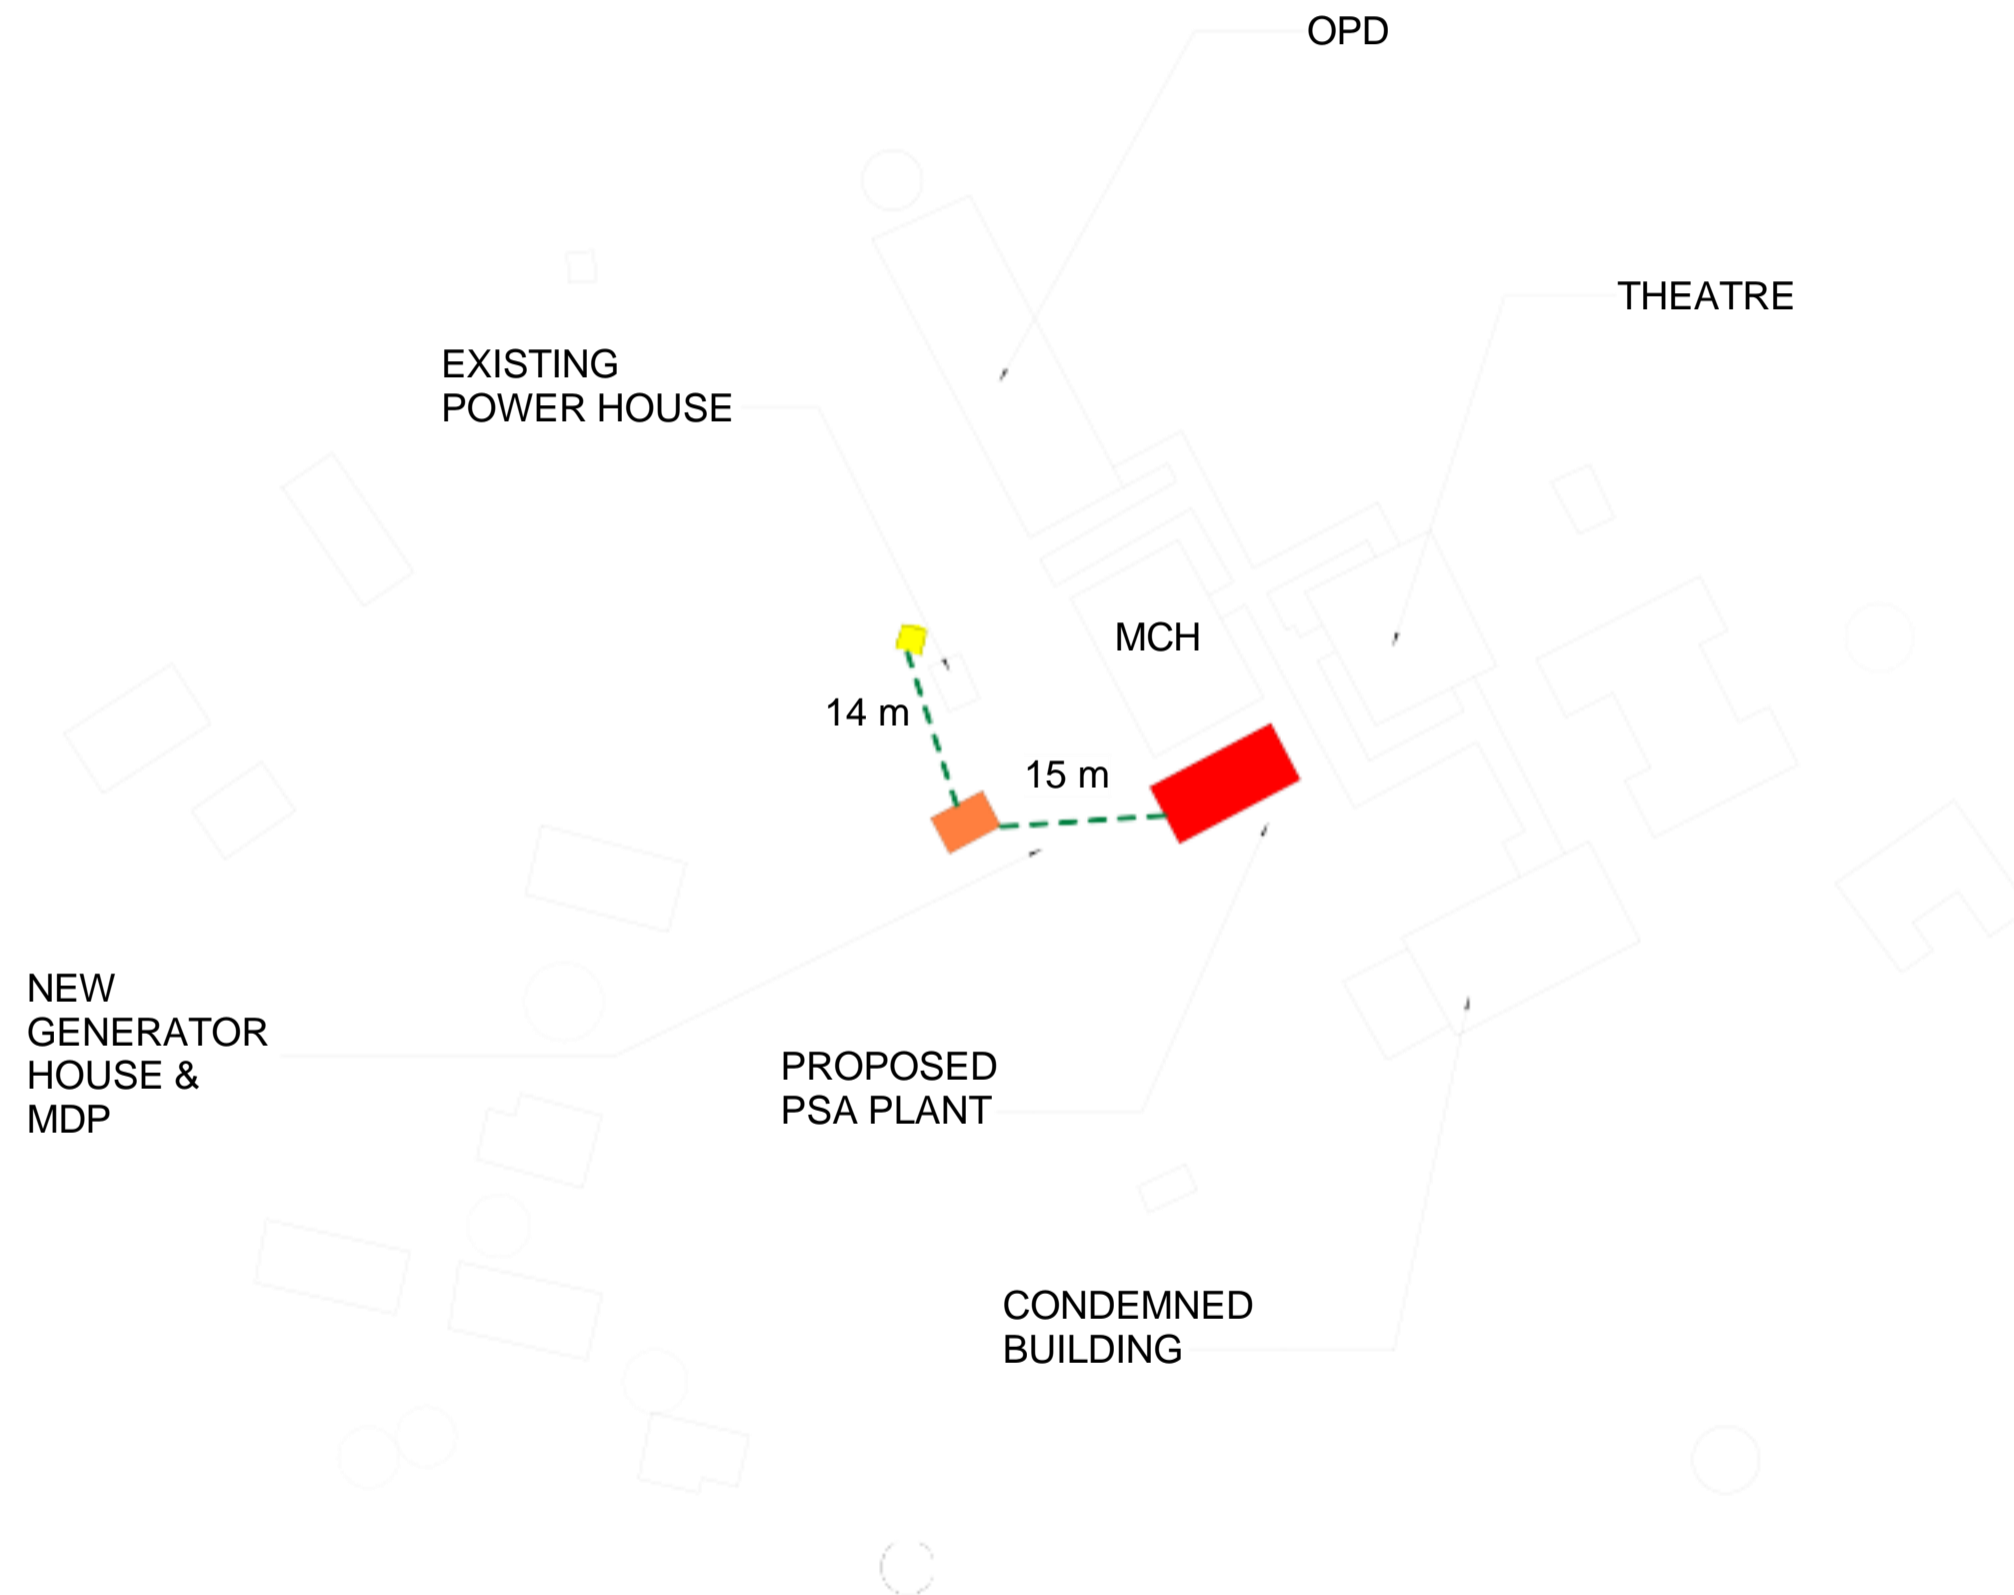 OPD
THEATRE
EXISTING
POWER HOUSE
MCH
14 m
15 m
NEW
GENERATOR
HOUSE &
MDP
PROPOSED
PSA PLANT
CONDEMNED
BUILDING